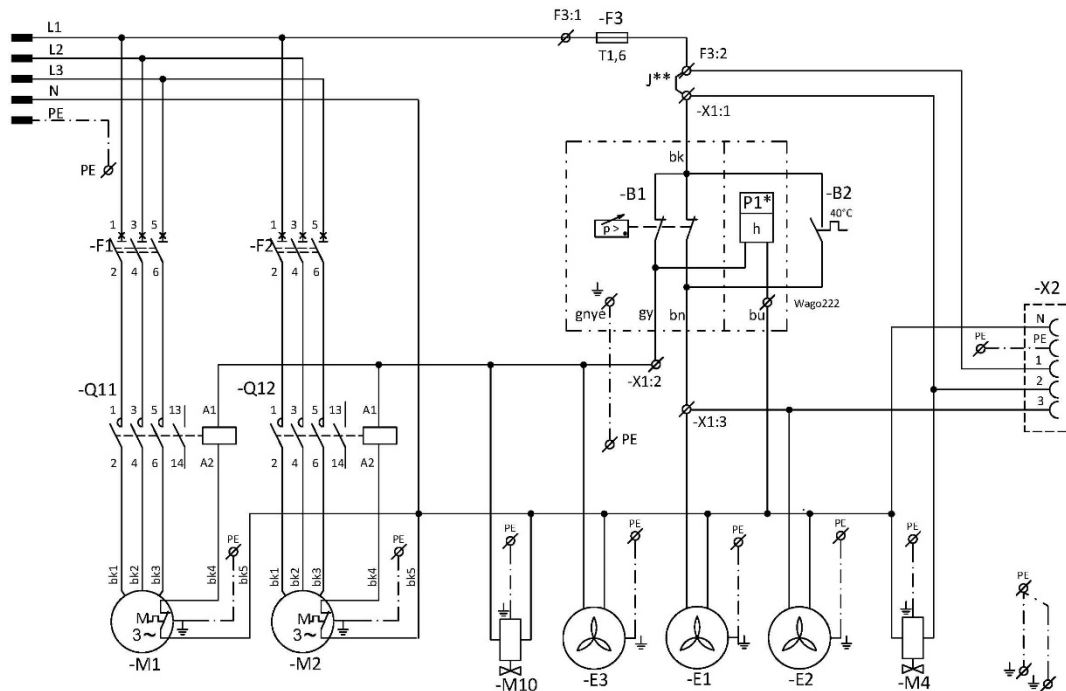 L1
F3:1
-F3
L2
T1,6
F3:2
L3
J**
N
PE
-X1:1
PE
bk
-B1
P1*
-B2
40°C
p>
h
1 3 5
-F1
2 4 6
1 3 5
-F2
2 4 6
-X2
gnye
gy
bn
bu
Wago222
N
PE
PE
1
2
3
-X1:2
-Q11
1 3 5 13 A1
2 4 6 14 A2
-Q12
1 3 5 13 A1
2 4 6 14 A2
-X1:3
PE
PE
PE
PE
PE
PE
PE
PE
PE
bk1
bk2
bk3
bk4
bk5
bk1
bk2
bk3
bk4
bk5
M
3~
M
3~
-M1
-M2
-M10
-E3
-E1
-E2
-M4